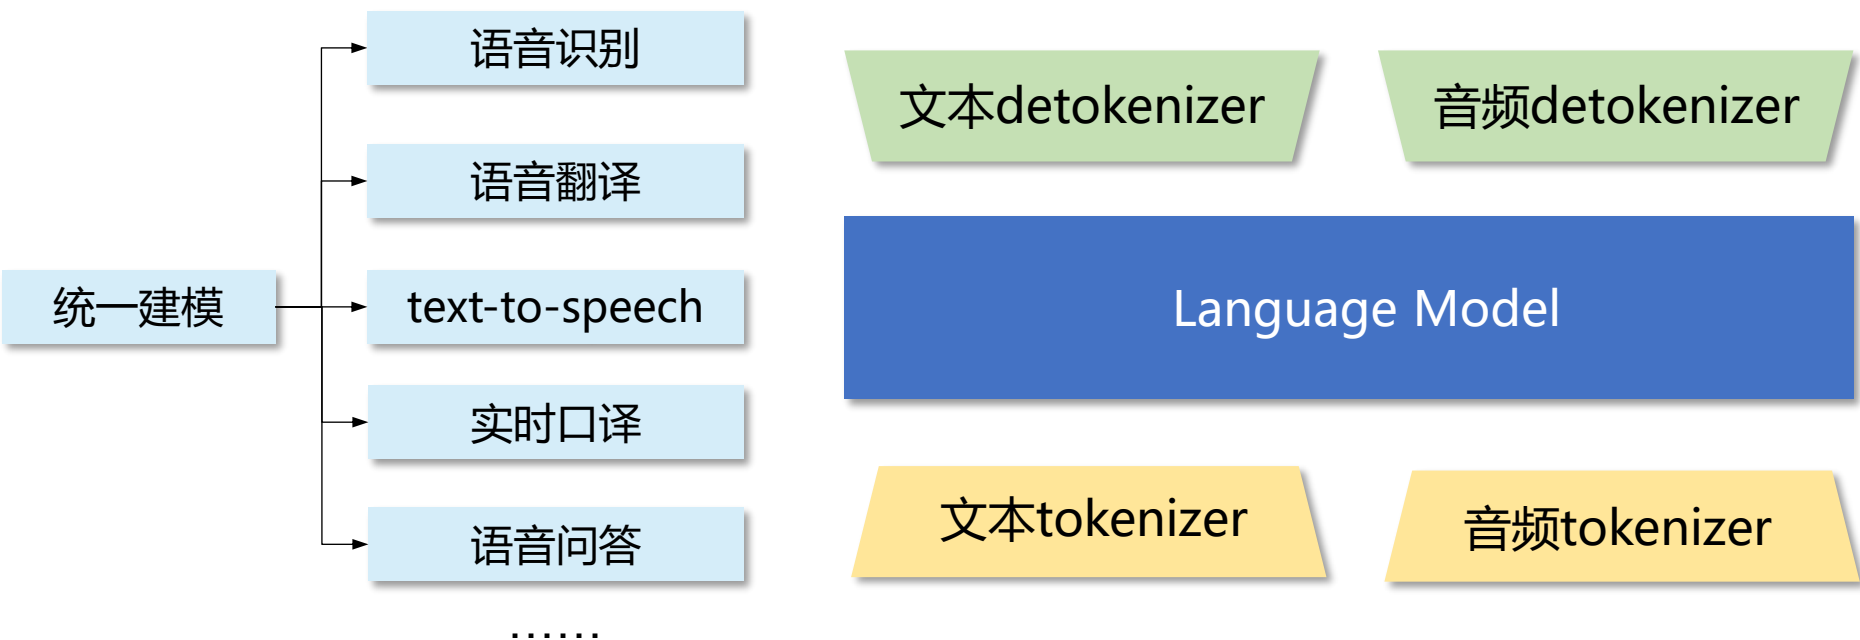 统一建模
语音识别
语音翻译
text-to-speech
实时口译
语音问答
......
文本detokenizer
音频detokenizer
Language Model
文本tokenizer
音频tokenizer